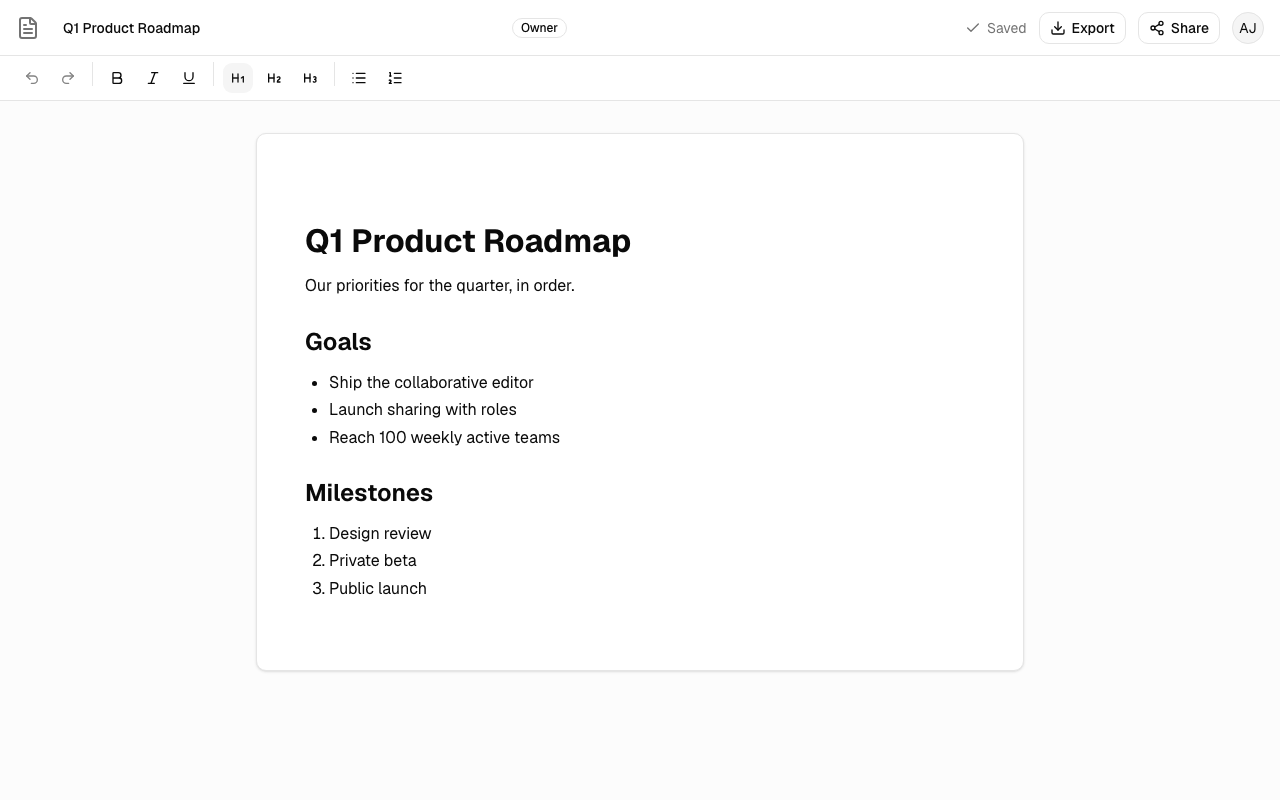 Q1 Product Roadmap
Owner
Saved
Export
Share
AJ
B I U H1 H2 H3
Q1 Product Roadmap
Our priorities for the quarter, in order.
Goals
• Ship the collaborative editor
• Launch sharing with roles
• Reach 100 weekly active teams
Milestones
1. Design review
2. Private beta
3. Public launch